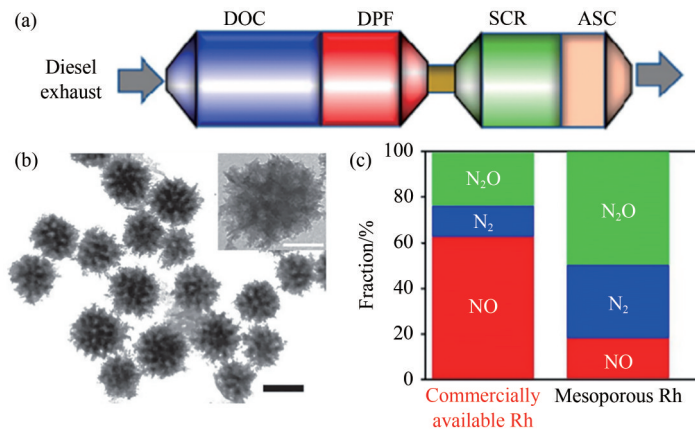 (a)
DOC
DPF
SCR
ASC
Diesel
exhaust
(b)
(c)
100
80
60
40
20
0
Fraction/%
N₂O
N₂
NO
N₂O
N₂
NO
Commercially
available Rh
Mesoporous Rh